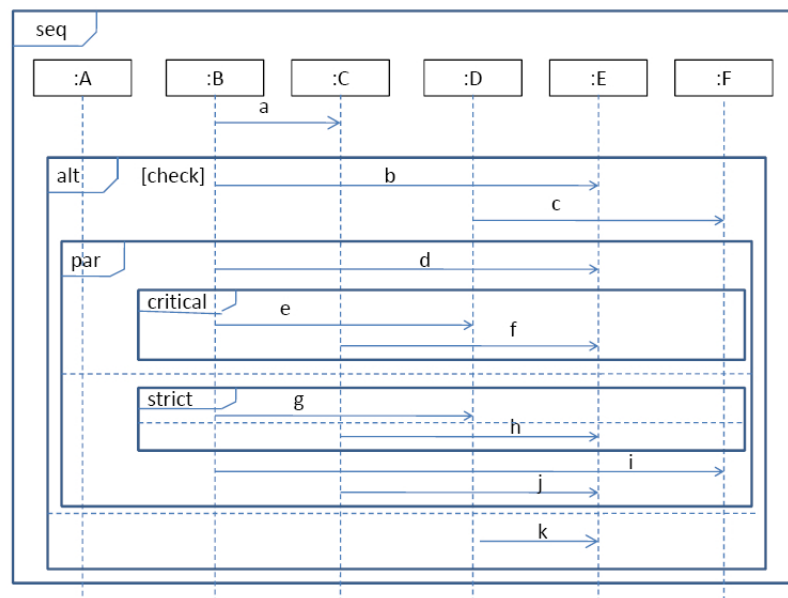 seq
:A :B :C :D :E :F
a
alt [check] b
c
par d
critical e
f
strict g
h
i
j
k